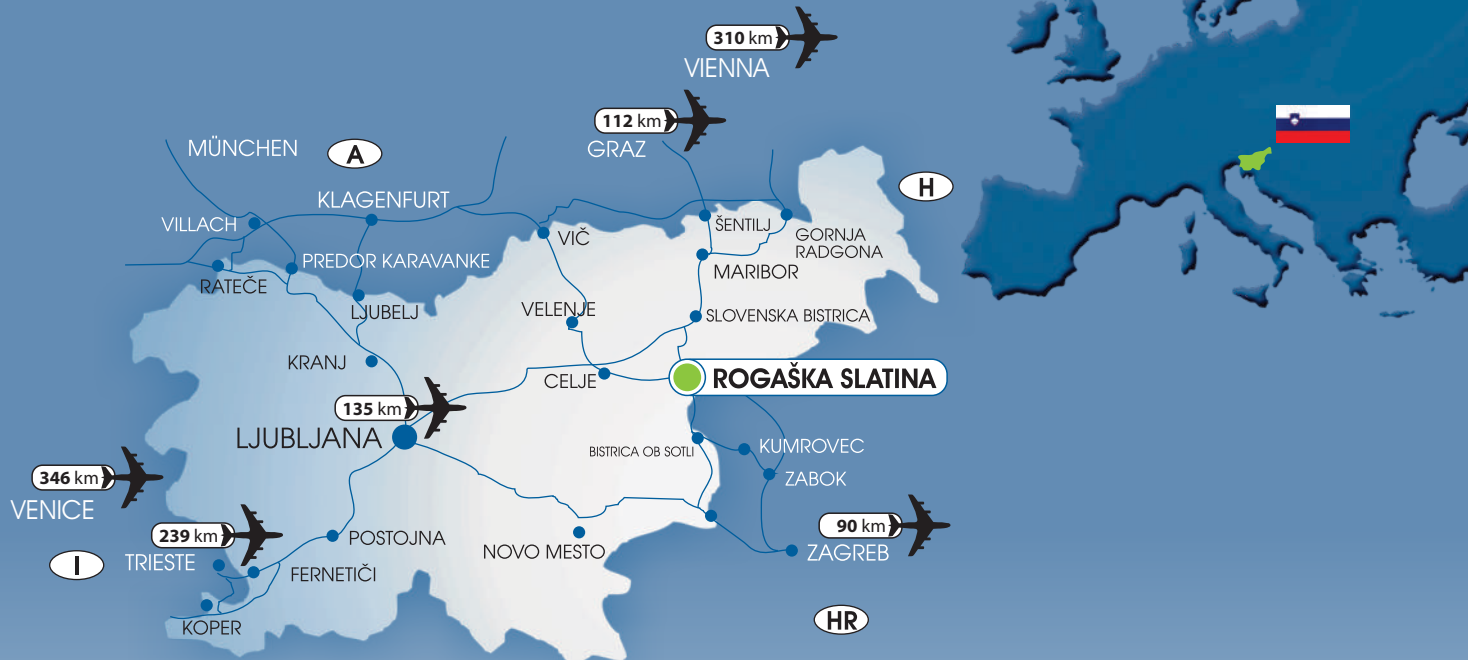 310 km
VIENNA
112 km
GRAZ
MÜNCHEN
A
H
KLAGENFURT
VILLACH
ŠENTILJ
GORNJA
RADGONA
VIČ
PREDOR KARAVANKE
MARIBOR
RATEČE
LJUBELJ
VELENJE
SLOVENSKA BISTRICA
KRANJ
CELJE
ROGAŠKA SLATINA
135 km
LJUBLJANA
BISTRICA OB SOTLI
KUMROVEC
346 km
ZABOK
VENICE
239 km
90 km
POSTOJNA
NOVO MESTO
ZAGREB
I
TRIESTE
FERNETIČI
HR
KOPER